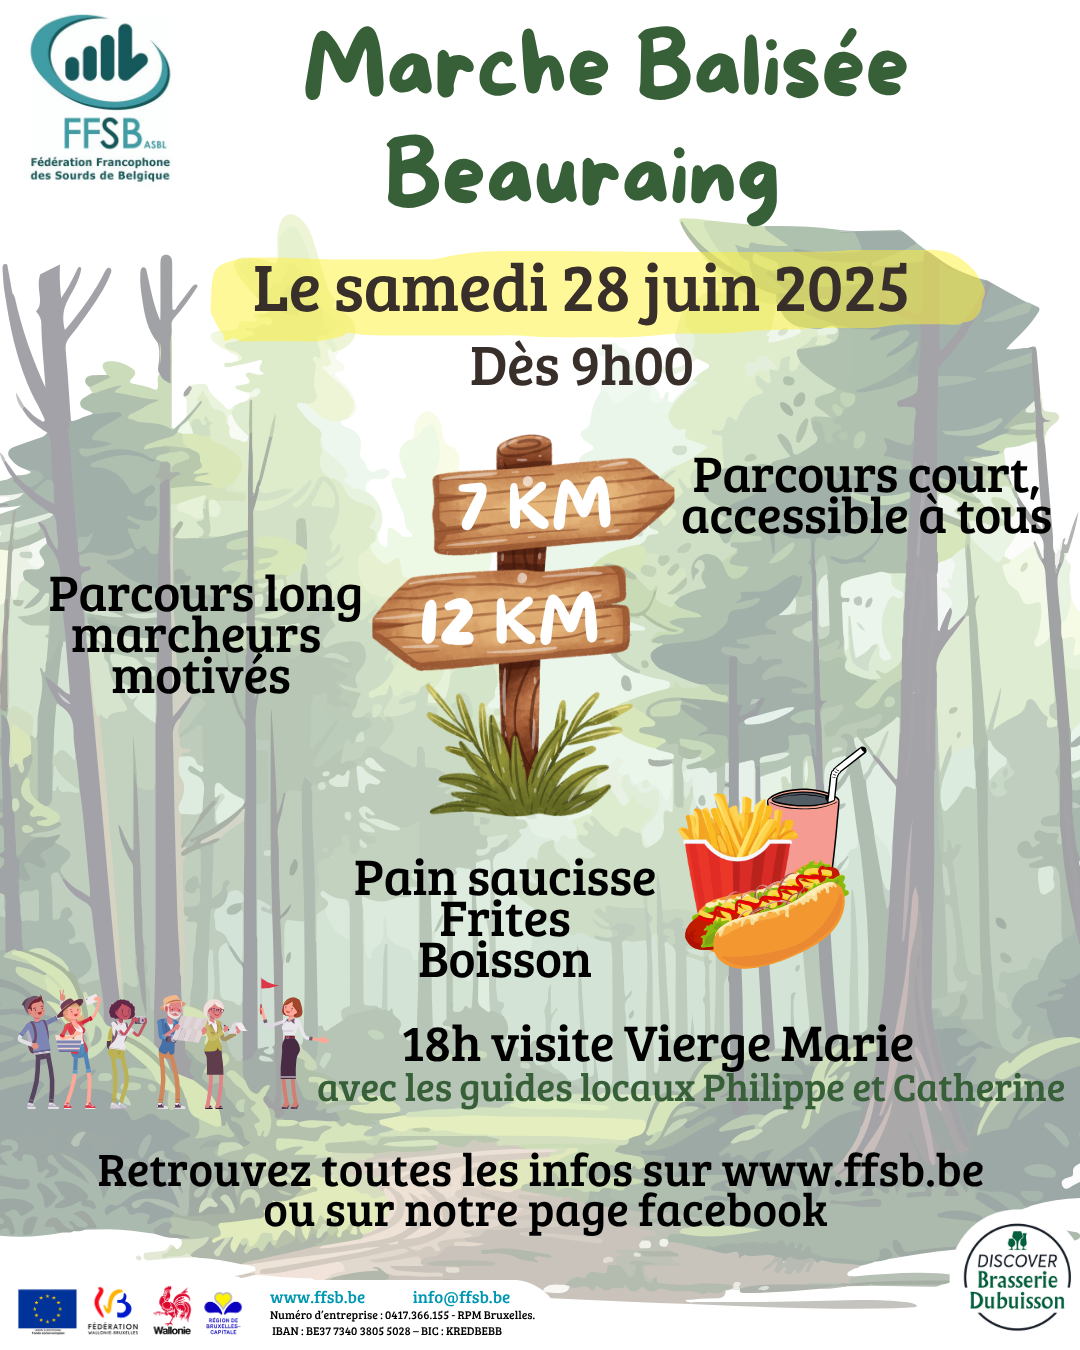 FFSB ASBL
Fédération Francophone
des Sourds de Belgique
Marche Balisée
Beauraing
Le samedi 28 juin 2025
Dès 9h00
7 KM
Parcours court,
accessible à tous
12 KM
Parcours long
marcheurs
motivés
Pain saucisse
Frites
Boisson
18h visite Vierge Marie
avec les guides locaux Philippe et Catherine
Retrouvez toutes les infos sur www.ffsb.be
ou sur notre page facebook
FÉDÉRATION
WALLONIE-BRUXELLES
Wallonie
RÉGION DE
BRUXELLES-
CAPITALE
www.ffsb.be info@ffsb.be
Numéro d'entreprise : 0417.366.155 - RPM Bruxelles.
IBAN : BE37 7340 3805 5028 – BIC : KREDBEBB
DISCOVER
Brasserie
Dubuisson